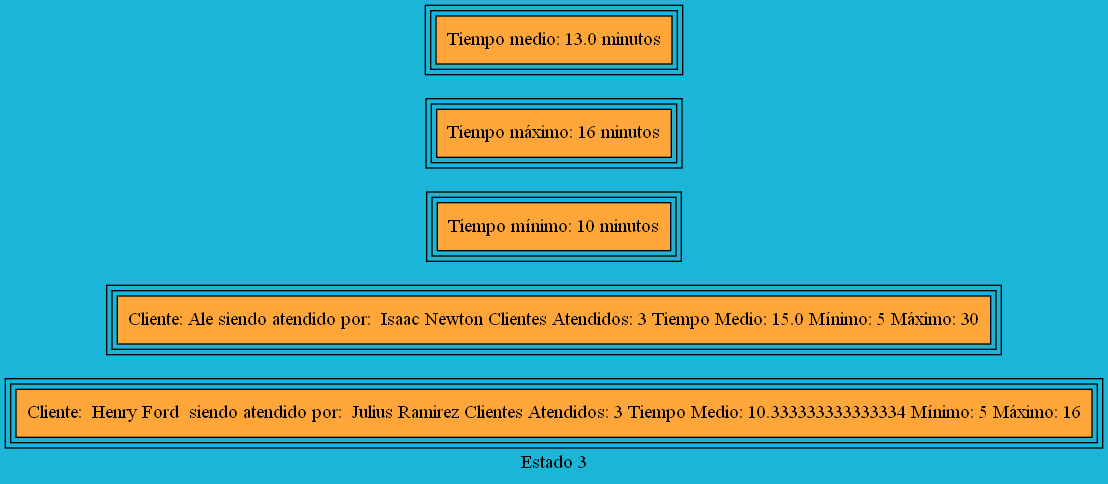 Tiempo medio: 13.0 minutos
Tiempo máximo: 16 minutos
Tiempo mínimo: 10 minutos
Cliente: Ale siendo atendido por:  Isaac Newton Clientes Atendidos: 3 Tiempo Medio: 15.0 Mínimo: 5 Máximo: 30
Cliente:  Henry Ford  siendo atendido por:  Julius Ramirez Clientes Atendidos: 3 Tiempo Medio: 10.333333333333334 Mínimo: 5 Máximo: 16
Estado 3